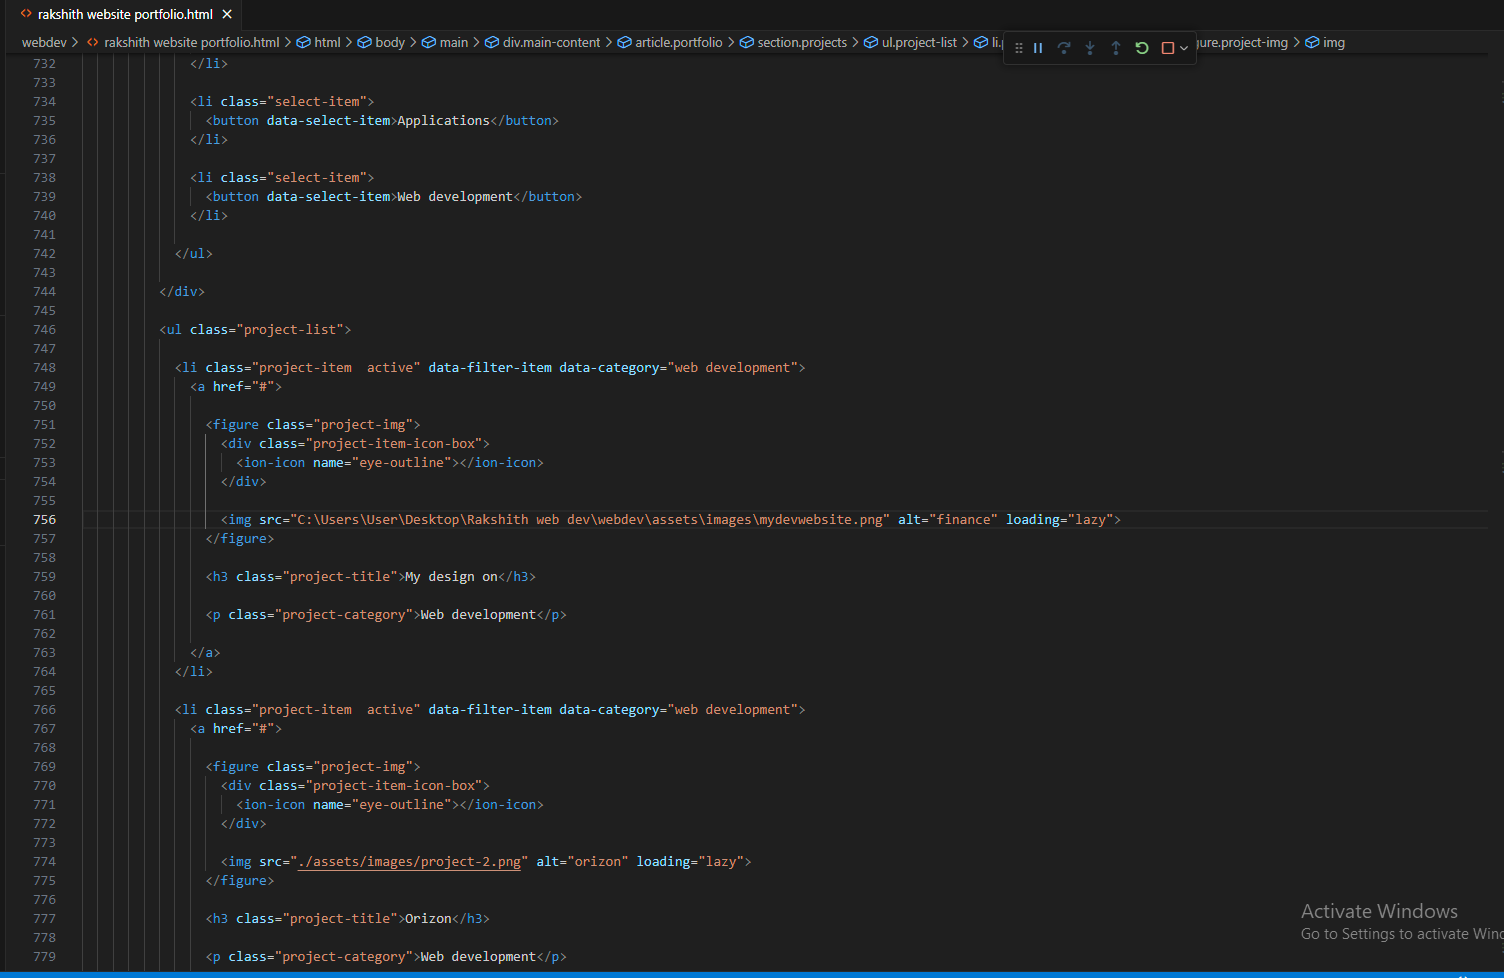 rakshith website portfolio.html
webdev > rakshith website portfolio.html > html > body > main > div.main-content > article.portfolio > section.projects > ul.project-list > li. ure.project-img > img
732 </li>
733
734 <li class="select-item">
735 <button data-select-item>Applications</button>
736 </li>
737
738 <li class="select-item">
739 <button data-select-item>Web development</button>
740 </li>
741
742 </ul>
743
744 </div>
745
746 <ul class="project-list">
747
748 <li class="project-item  active" data-filter-item data-category="web development">
749 <a href="#">
750
751 <figure class="project-img">
752 <div class="project-item-icon-box">
753 <ion-icon name="eye-outline"></ion-icon>
754 </div>
755
756 <img src="C:\Users\User\Desktop\Rakshith web dev\webdev\assets\images\mydevwebsite.png" alt="finance" loading="lazy">
757 </figure>
758
759 <h3 class="project-title">My design on</h3>
760
761 <p class="project-category">Web development</p>
762
763 </a>
764 </li>
765
766 <li class="project-item  active" data-filter-item data-category="web development">
767 <a href="#">
768
769 <figure class="project-img">
770 <div class="project-item-icon-box">
771 <ion-icon name="eye-outline"></ion-icon>
772 </div>
773
774 <img src="./assets/images/project-2.png" alt="orizon" loading="lazy">
775 </figure>
776
777 <h3 class="project-title">Orizon</h3>
778
779 <p class="project-category">Web development</p>
Activate Windows
Go to Settings to activate Wind